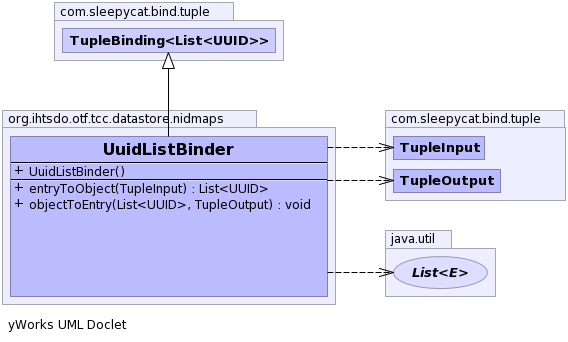 com.sleepycat.bind.tuple
TupleBinding<List<UUID>>
org.ihtsdo.otf.tcc.datastore.nidmaps
UuidListBinder
+ UuidListBinder()
+ entryToObject(TupleInput) : List<UUID>
+ objectToEntry(List<UUID>, TupleOutput) : void
com.sleepycat.bind.tuple
TupleInput
TupleOutput
java.util
List<E>
yWorks UML Doclet